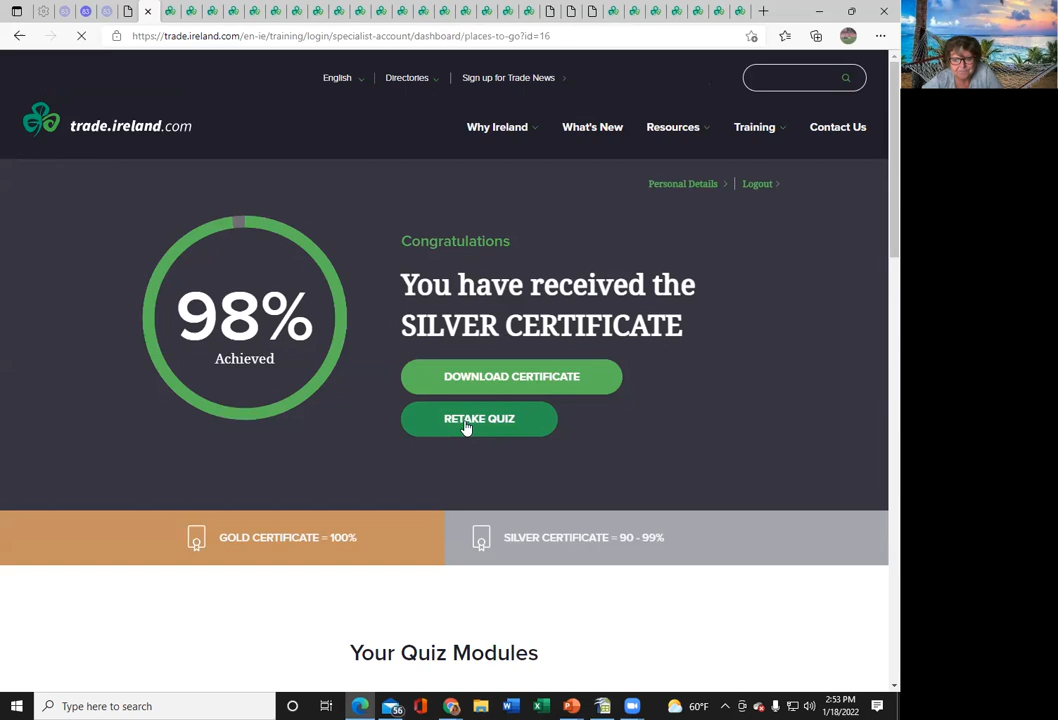 https://trade.ireland.com/en-ie/training/login/specialist-account/dashboard/places-to-go?id=16
English
Directories
Sign up for Trade News
trade.ireland.com
Why Ireland
What's New
Resources
Training
Contact Us
Personal Details
Logout
98%
Achieved
Congratulations
You have received the
SILVER CERTIFICATE
DOWNLOAD CERTIFICATE
RETAKE QUIZ
GOLD CERTIFICATE = 100%
SILVER CERTIFICATE = 90 - 99%
Your Quiz Modules
Type here to search
56
60°F
2:53 PM
1/18/2022